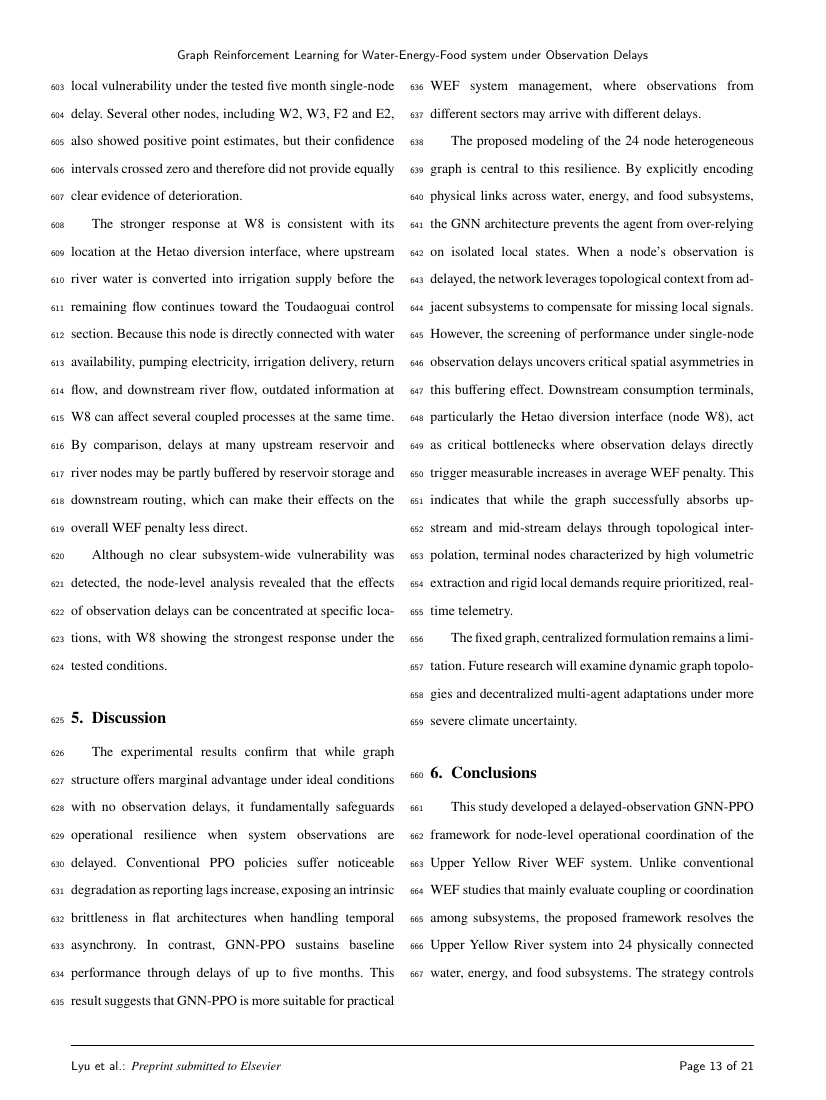 Graph Reinforcement Learning for Water-Energy-Food system under Observation Delays
603 local vulnerability under the tested five month single-node
604 delay. Several other nodes, including W2, W3, F2 and E2,
605 also showed positive point estimates, but their confidence
606 intervals crossed zero and therefore did not provide equally
607 clear evidence of deterioration.
608 The stronger response at W8 is consistent with its
609 location at the Hetao diversion interface, where upstream
610 river water is converted into irrigation supply before the
611 remaining flow continues toward the Toudaoguai control
612 section. Because this node is directly connected with water
613 availability, pumping electricity, irrigation delivery, return
614 flow, and downstream river flow, outdated information at
615 W8 can affect several coupled processes at the same time.
616 By comparison, delays at many upstream reservoir and
617 river nodes may be partly buffered by reservoir storage and
618 downstream routing, which can make their effects on the
619 overall WEF penalty less direct.
620 Although no clear subsystem-wide vulnerability was
621 detected, the node-level analysis revealed that the effects
622 of observation delays can be concentrated at specific loca-
623 tions, with W8 showing the strongest response under the
624 tested conditions.
625 5. Discussion
626 The experimental results confirm that while graph
627 structure offers marginal advantage under ideal conditions
628 with no observation delays, it fundamentally safeguards
629 operational resilience when system observations are
630 delayed. Conventional PPO policies suffer noticeable
631 degradation as reporting lags increase, exposing an intrinsic
632 brittleness in flat architectures when handling temporal
633 asynchrony. In contrast, GNN-PPO sustains baseline
634 performance through delays of up to five months. This
635 result suggests that GNN-PPO is more suitable for practical
636 WEF system management, where observations from
637 different sectors may arrive with different delays.
638 The proposed modeling of the 24 node heterogeneous
639 graph is central to this resilience. By explicitly encoding
640 physical links across water, energy, and food subsystems,
641 the GNN architecture prevents the agent from over-relying
642 on isolated local states. When a node's observation is
643 delayed, the network leverages topological context from ad-
644 jacent subsystems to compensate for missing local signals.
645 However, the screening of performance under single-node
646 observation delays uncovers critical spatial asymmetries in
647 this buffering effect. Downstream consumption terminals,
648 particularly the Hetao diversion interface (node W8), act
649 as critical bottlenecks where observation delays directly
650 trigger measurable increases in average WEF penalty. This
651 indicates that while the graph successfully absorbs up-
652 stream and mid-stream delays through topological inter-
653 polation, terminal nodes characterized by high volumetric
654 extraction and rigid local demands require prioritized, real-
655 time telemetry.
656 The fixed graph, centralized formulation remains a limi-
657 tation. Future research will examine dynamic graph topolo-
658 gies and decentralized multi-agent adaptations under more
659 severe climate uncertainty.
660 6. Conclusions
661 This study developed a delayed-observation GNN-PPO
662 framework for node-level operational coordination of the
663 Upper Yellow River WEF system. Unlike conventional
664 WEF studies that mainly evaluate coupling or coordination
665 among subsystems, the proposed framework resolves the
666 Upper Yellow River system into 24 physically connected
667 water, energy, and food subsystems. The strategy controls
Lyu et al.: Preprint submitted to Elsevier
Page 13 of 21